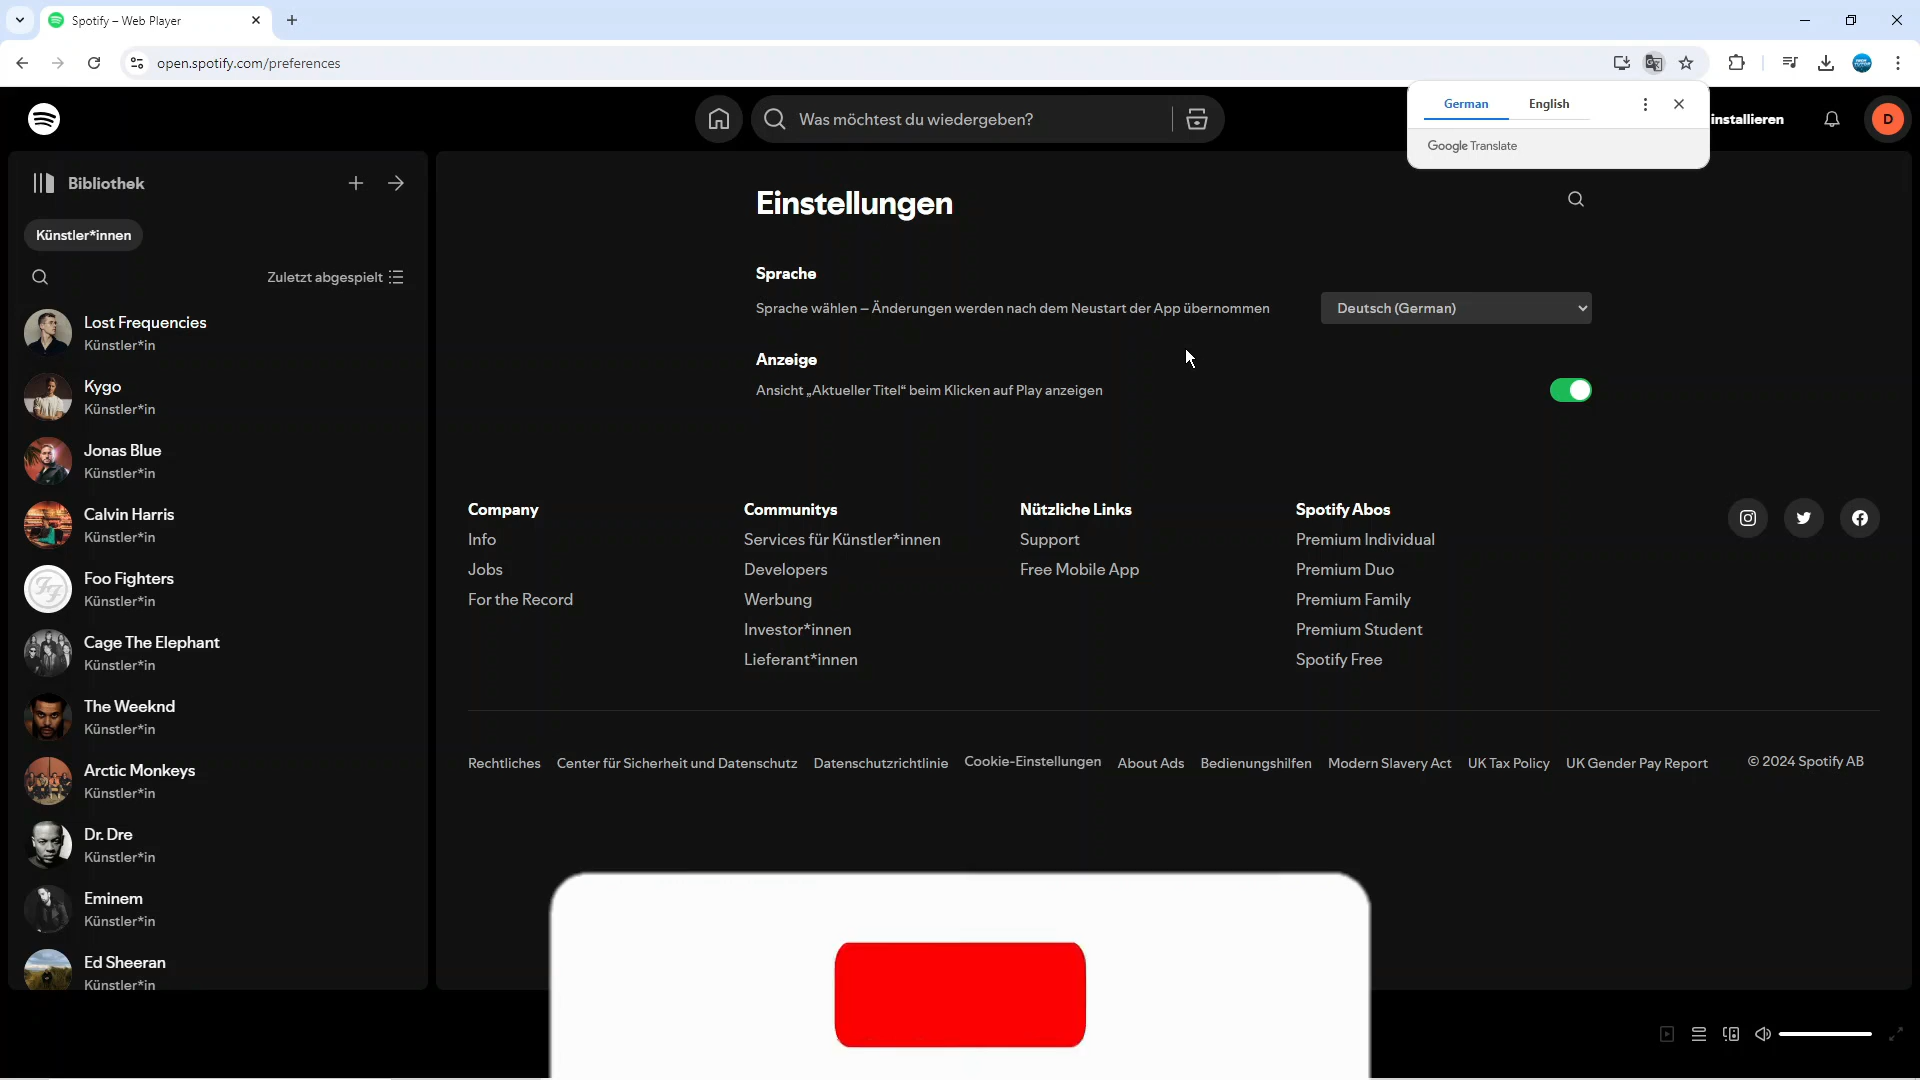 Spotify – Web Player
open.spotify.com/preferences
German
English
Google Translate
Was möchtest du wiedergeben?
installieren
D
Bibliothek
Künstler*innen
Zuletzt abgespielt
Lost Frequencies
Künstler*in
Kygo
Künstler*in
Jonas Blue
Künstler*in
Calvin Harris
Künstler*in
Foo Fighters
Künstler*in
Cage The Elephant
Künstler*in
The Weeknd
Künstler*in
Arctic Monkeys
Künstler*in
Dr. Dre
Künstler*in
Eminem
Künstler*in
Ed Sheeran
Künstler*in
Einstellungen
Sprache
Sprache wählen – Änderungen werden nach dem Neustart der App übernommen
Deutsch (German)
Anzeige
Ansicht „Aktueller Titel“ beim Klicken auf Play anzeigen
Company
Info
Jobs
For the Record
Communitys
Services für Künstler*innen
Developers
Werbung
Investor*innen
Lieferant*innen
Nützliche Links
Support
Free Mobile App
Spotify Abos
Premium Individual
Premium Duo
Premium Family
Premium Student
Spotify Free
Rechtliches
Center für Sicherheit und Datenschutz
Datenschutzrichtlinie
Cookie-Einstellungen
About Ads
Bedienungshilfen
Modern Slavery Act
UK Tax Policy
UK Gender Pay Report
© 2024 Spotify AB